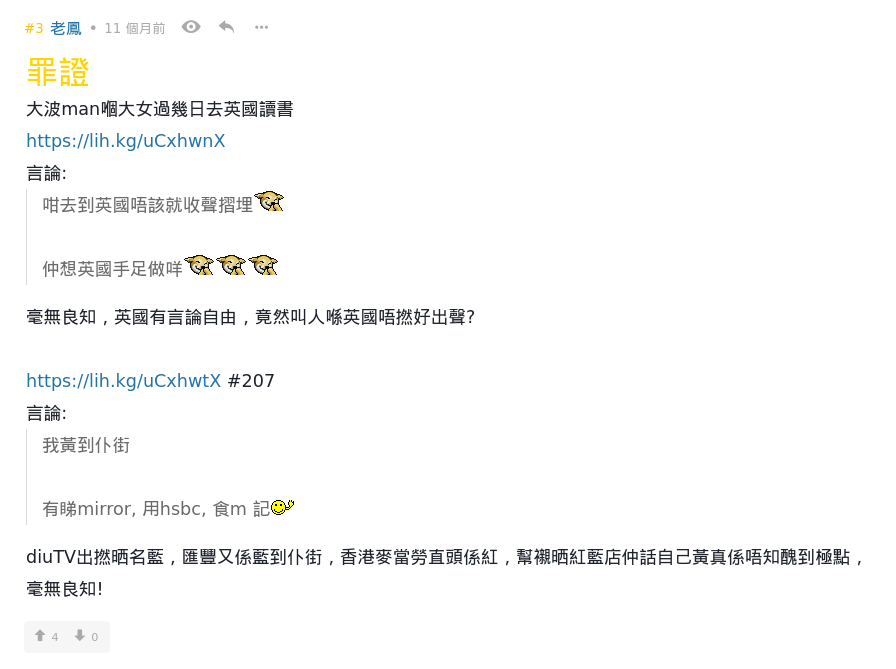 #3 老鳳 • 11 個月前
罪證
大波man嗰大女過幾日去英國讀書
https://lih.kg/uCxhwnX
言論:
咁去到英國唔該就收聲摺埋
仲想英國手足做咩
毫無良知，英國有言論自由，竟然叫人喺英國唔撚好出聲?
https://lih.kg/uCxhwtX #207
言論:
我黃到仆街
有睇mirror, 用hsbc, 食m 記
diuTV出撚晒名藍，匯豐又係藍到仆街，香港麥當勞直頭係紅，幫襯晒紅藍店仲話自己黃真係唔知醜到極點，
毫無良知!
4 0